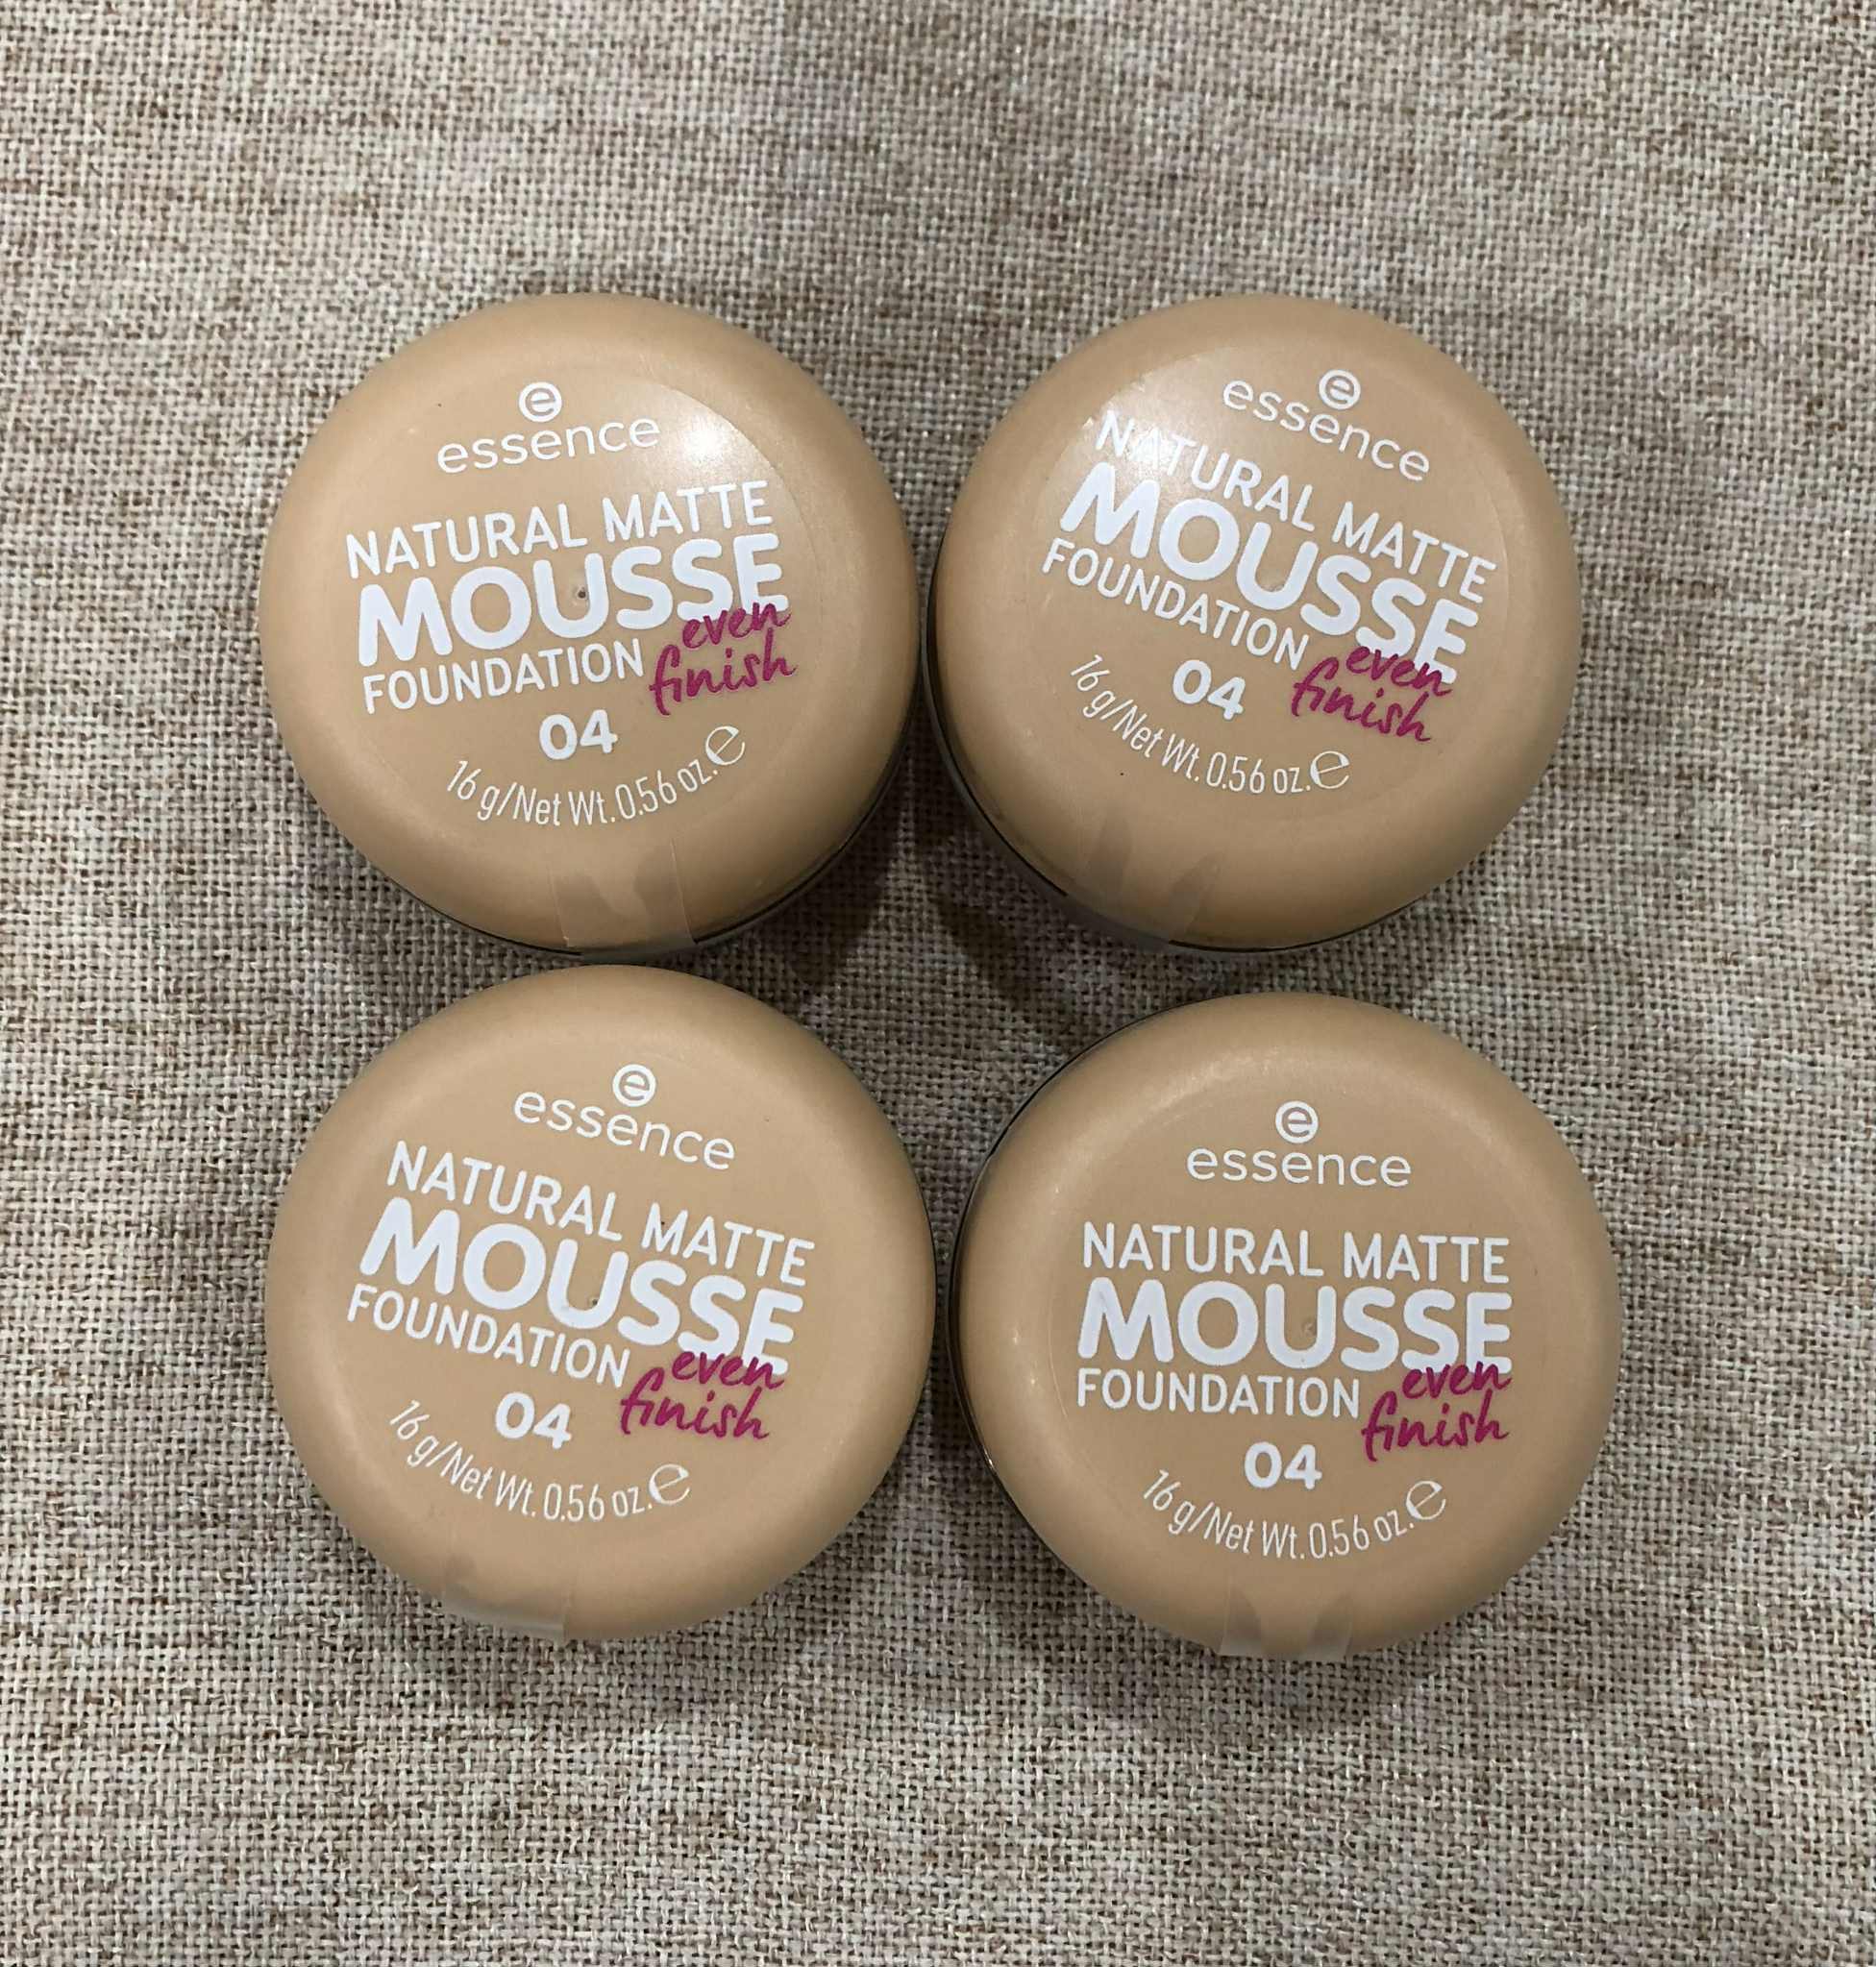 e
essence
NATURAL MATTE
MOUSSE
FOUNDATION even
finish
04
16 g/Net Wt. 0.56 oz. ℮
e
essence
NATURAL MATTE
MOUSSE
FOUNDATION even
finish
04
16 g/Net Wt. 0.56 oz. ℮
e
essence
NATURAL MATTE
MOUSSE
FOUNDATION even
finish
04
16 g/Net Wt. 0.56 oz. ℮
e
essence
NATURAL MATTE
MOUSSE
FOUNDATION even
finish
04
16 g/Net Wt. 0.56 oz. ℮